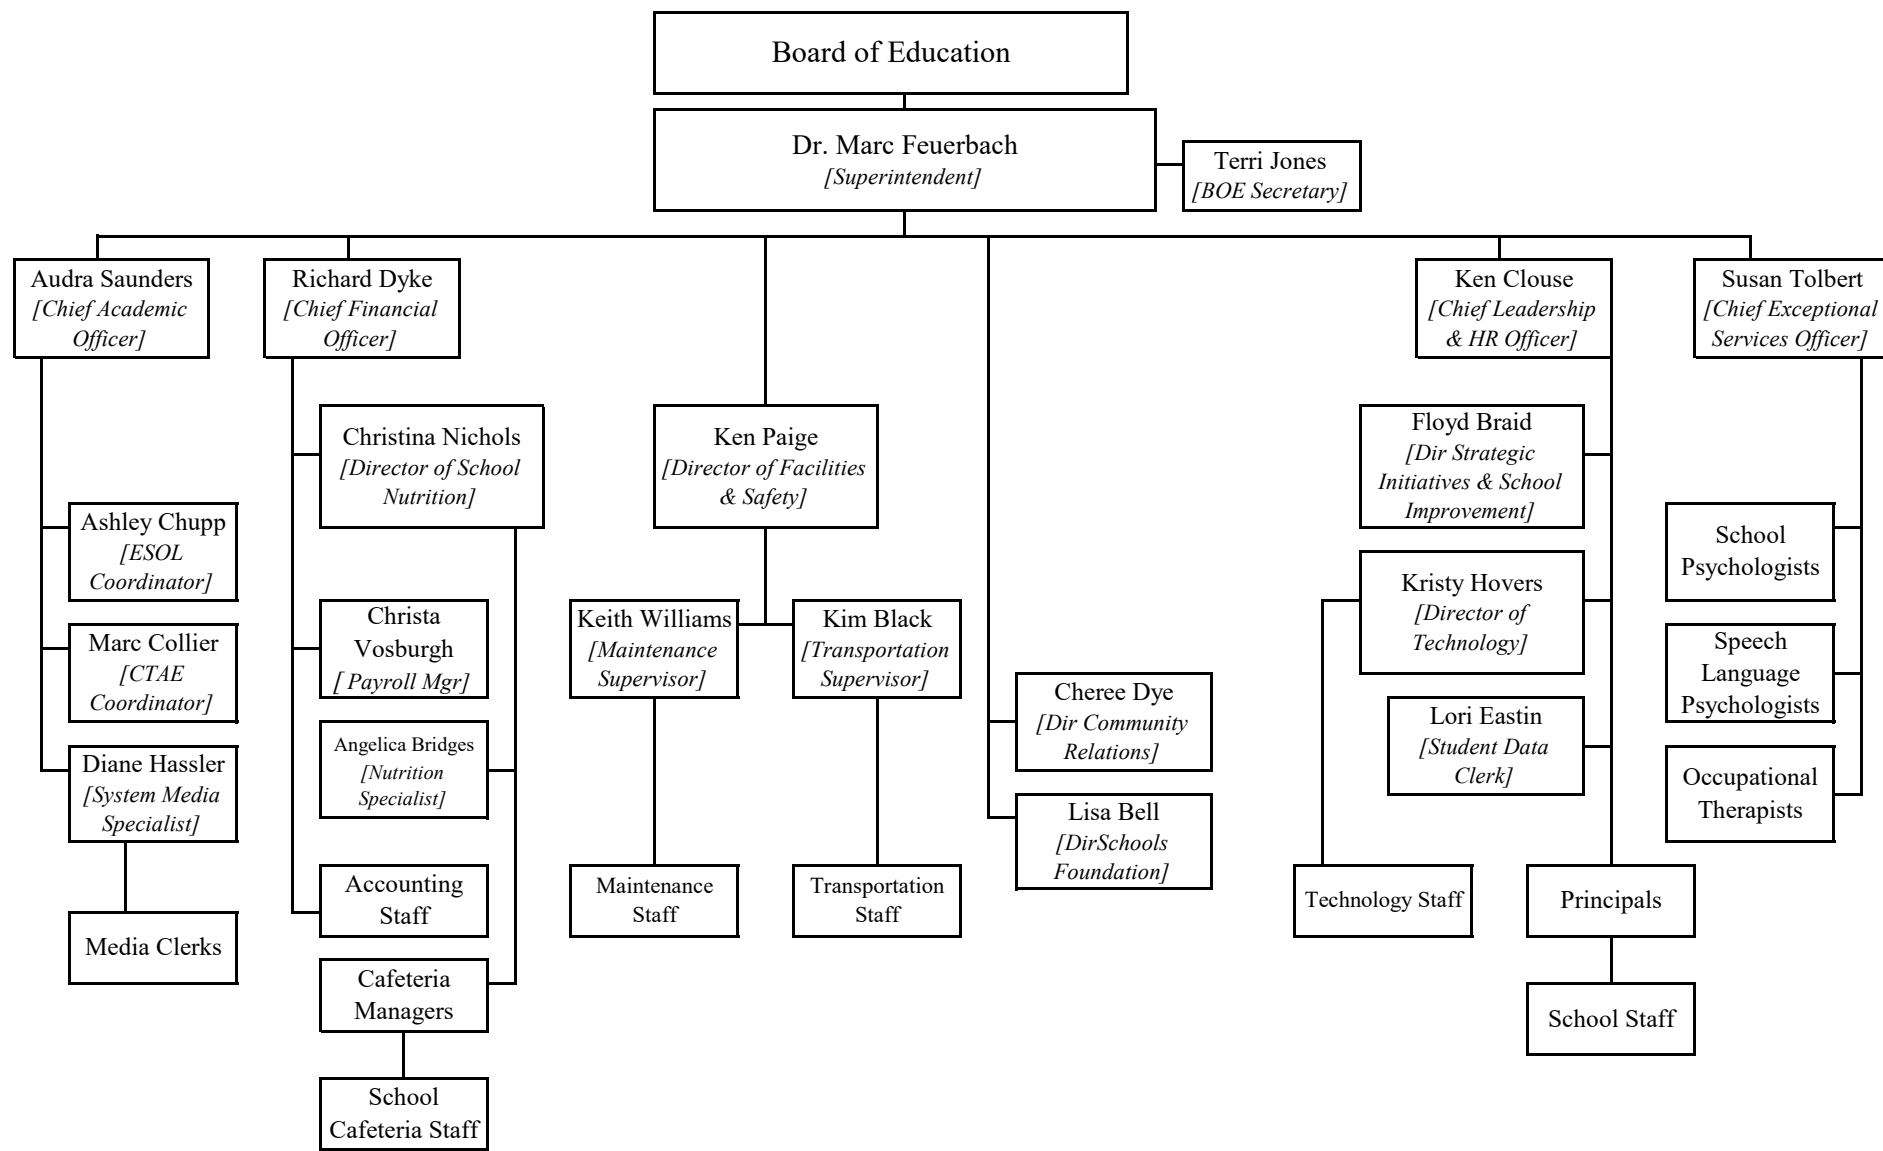 Board of Education
Dr. Marc Feuerbach
[Superintendent]
Terri Jones
[BOE Secretary]
Audra Saunders
[Chief Academic
Officer]
Richard Dyke
[Chief Financial
Officer]
Ken Clouse
[Chief Leadership
& HR Officer]
Susan Tolbert
[Chief Exceptional
Services Officer]
Christina Nichols
[Director of School
Nutrition]
Ken Paige
[Director of Facilities
& Safety]
Floyd Braid
[Dir Strategic
Initiatives & School
Improvement]
Ashley Chupp
[ESOL
Coordinator]
School
Psychologists
Kristy Hovers
[Director of
Technology]
Christa
Vosburgh
[ Payroll Mgr]
Keith Williams
[Maintenance
Supervisor]
Kim Black
[Transportation
Supervisor]
Marc Collier
[CTAE
Coordinator]
Speech
Language
Psychologists
Cheree Dye
[Dir Community
Relations]
Lori Eastin
[Student Data
Clerk]
Angelica Bridges
[Nutrition
Specialist]
Diane Hassler
[System Media
Specialist]
Occupational
Therapists
Lisa Bell
[DirSchools
Foundation]
Accounting
Staff
Maintenance
Staff
Transportation
Staff
Technology Staff
Principals
Media Clerks
Cafeteria
Managers
School Staff
School
Cafeteria Staff